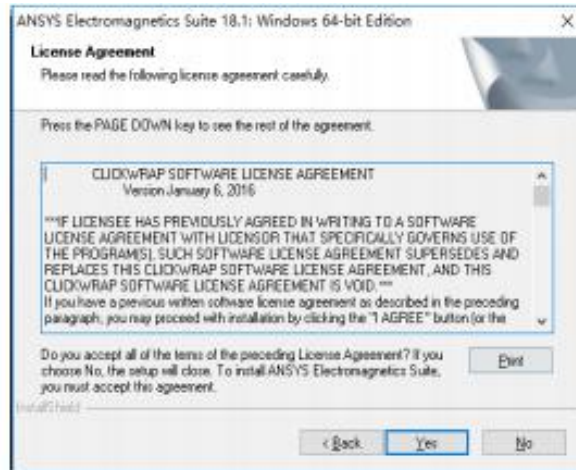 ANSYS Electromagnetics Suite 18.1: Windows 64-bit Edition
License Agreement
Please read the following license agreement carefully.
Press the PAGE DOWN key to see the rest of the agreement.
CLICKWRAP SOFTWARE LICENSE AGREEMENT
Version January 6, 2016
***IF LICENSEE HAS PREVIOUSLY AGREED IN WRITING TO A SOFTWARE
LICENSE AGREEMENT WITH LICENSOR THAT SPECIFICALLY GOVERNS USE OF
THE PROGRAM(S), SUCH SOFTWARE LICENSE AGREEMENT SUPERSEDES AND
REPLACES THIS CLICKWRAP SOFTWARE LICENSE AGREEMENT, AND THIS
CLICKWRAP SOFTWARE LICENSE AGREEMENT IS VOID.***
If you have a previous written software license agreement as described in the preceding
paragraph, you may proceed with installation by clicking the "I AGREE" button (or the
Do you accept all of the terms of the preceding License Agreement? If you
choose No, the setup will close. To install ANSYS Electromagnetics Suite,
you must accept this agreement.
Print
InstallShield
< Back
Yes
No